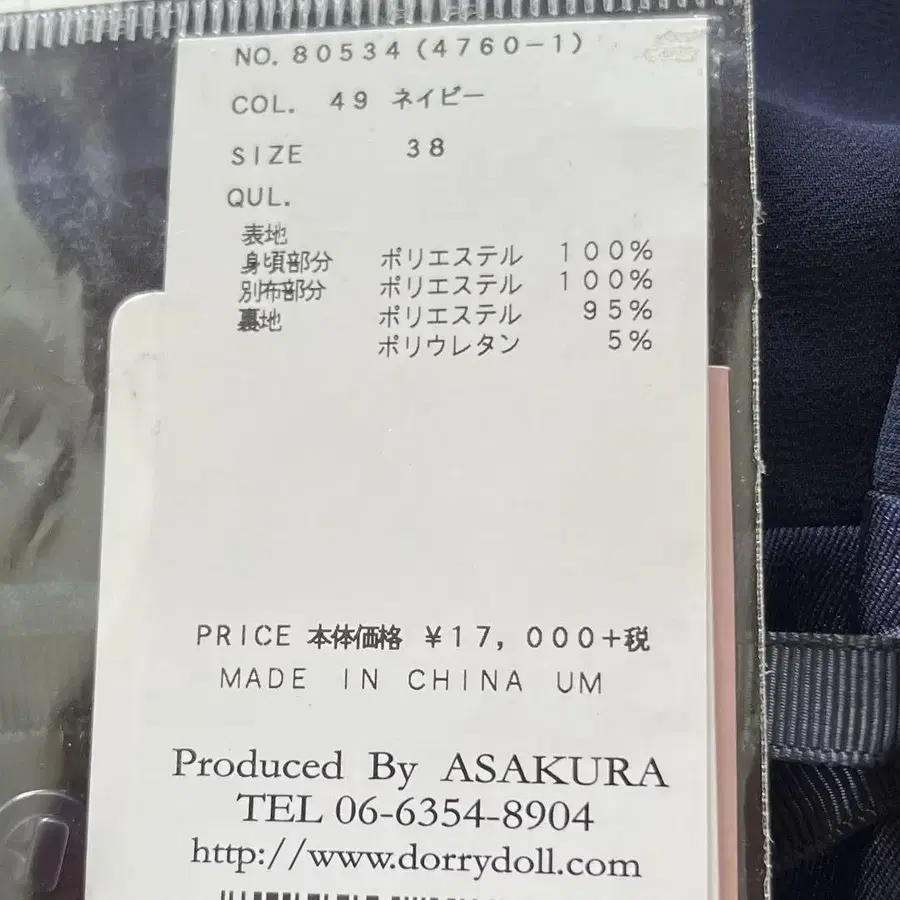 NO. 80534 (4760-1)
COL. 49 ネイビー
SIZE 38
QUL.
表地
身頃部分 ポリエステル 100%
別布部分 ポリエステル 100%
裏地 ポリエステル 95%
ポリウレタン 5%
PRICE 本体価格 ¥17,000+税
MADE IN CHINA UM
Produced By ASAKURA
TEL 06-6354-8904
http://www.dorrydoll.com